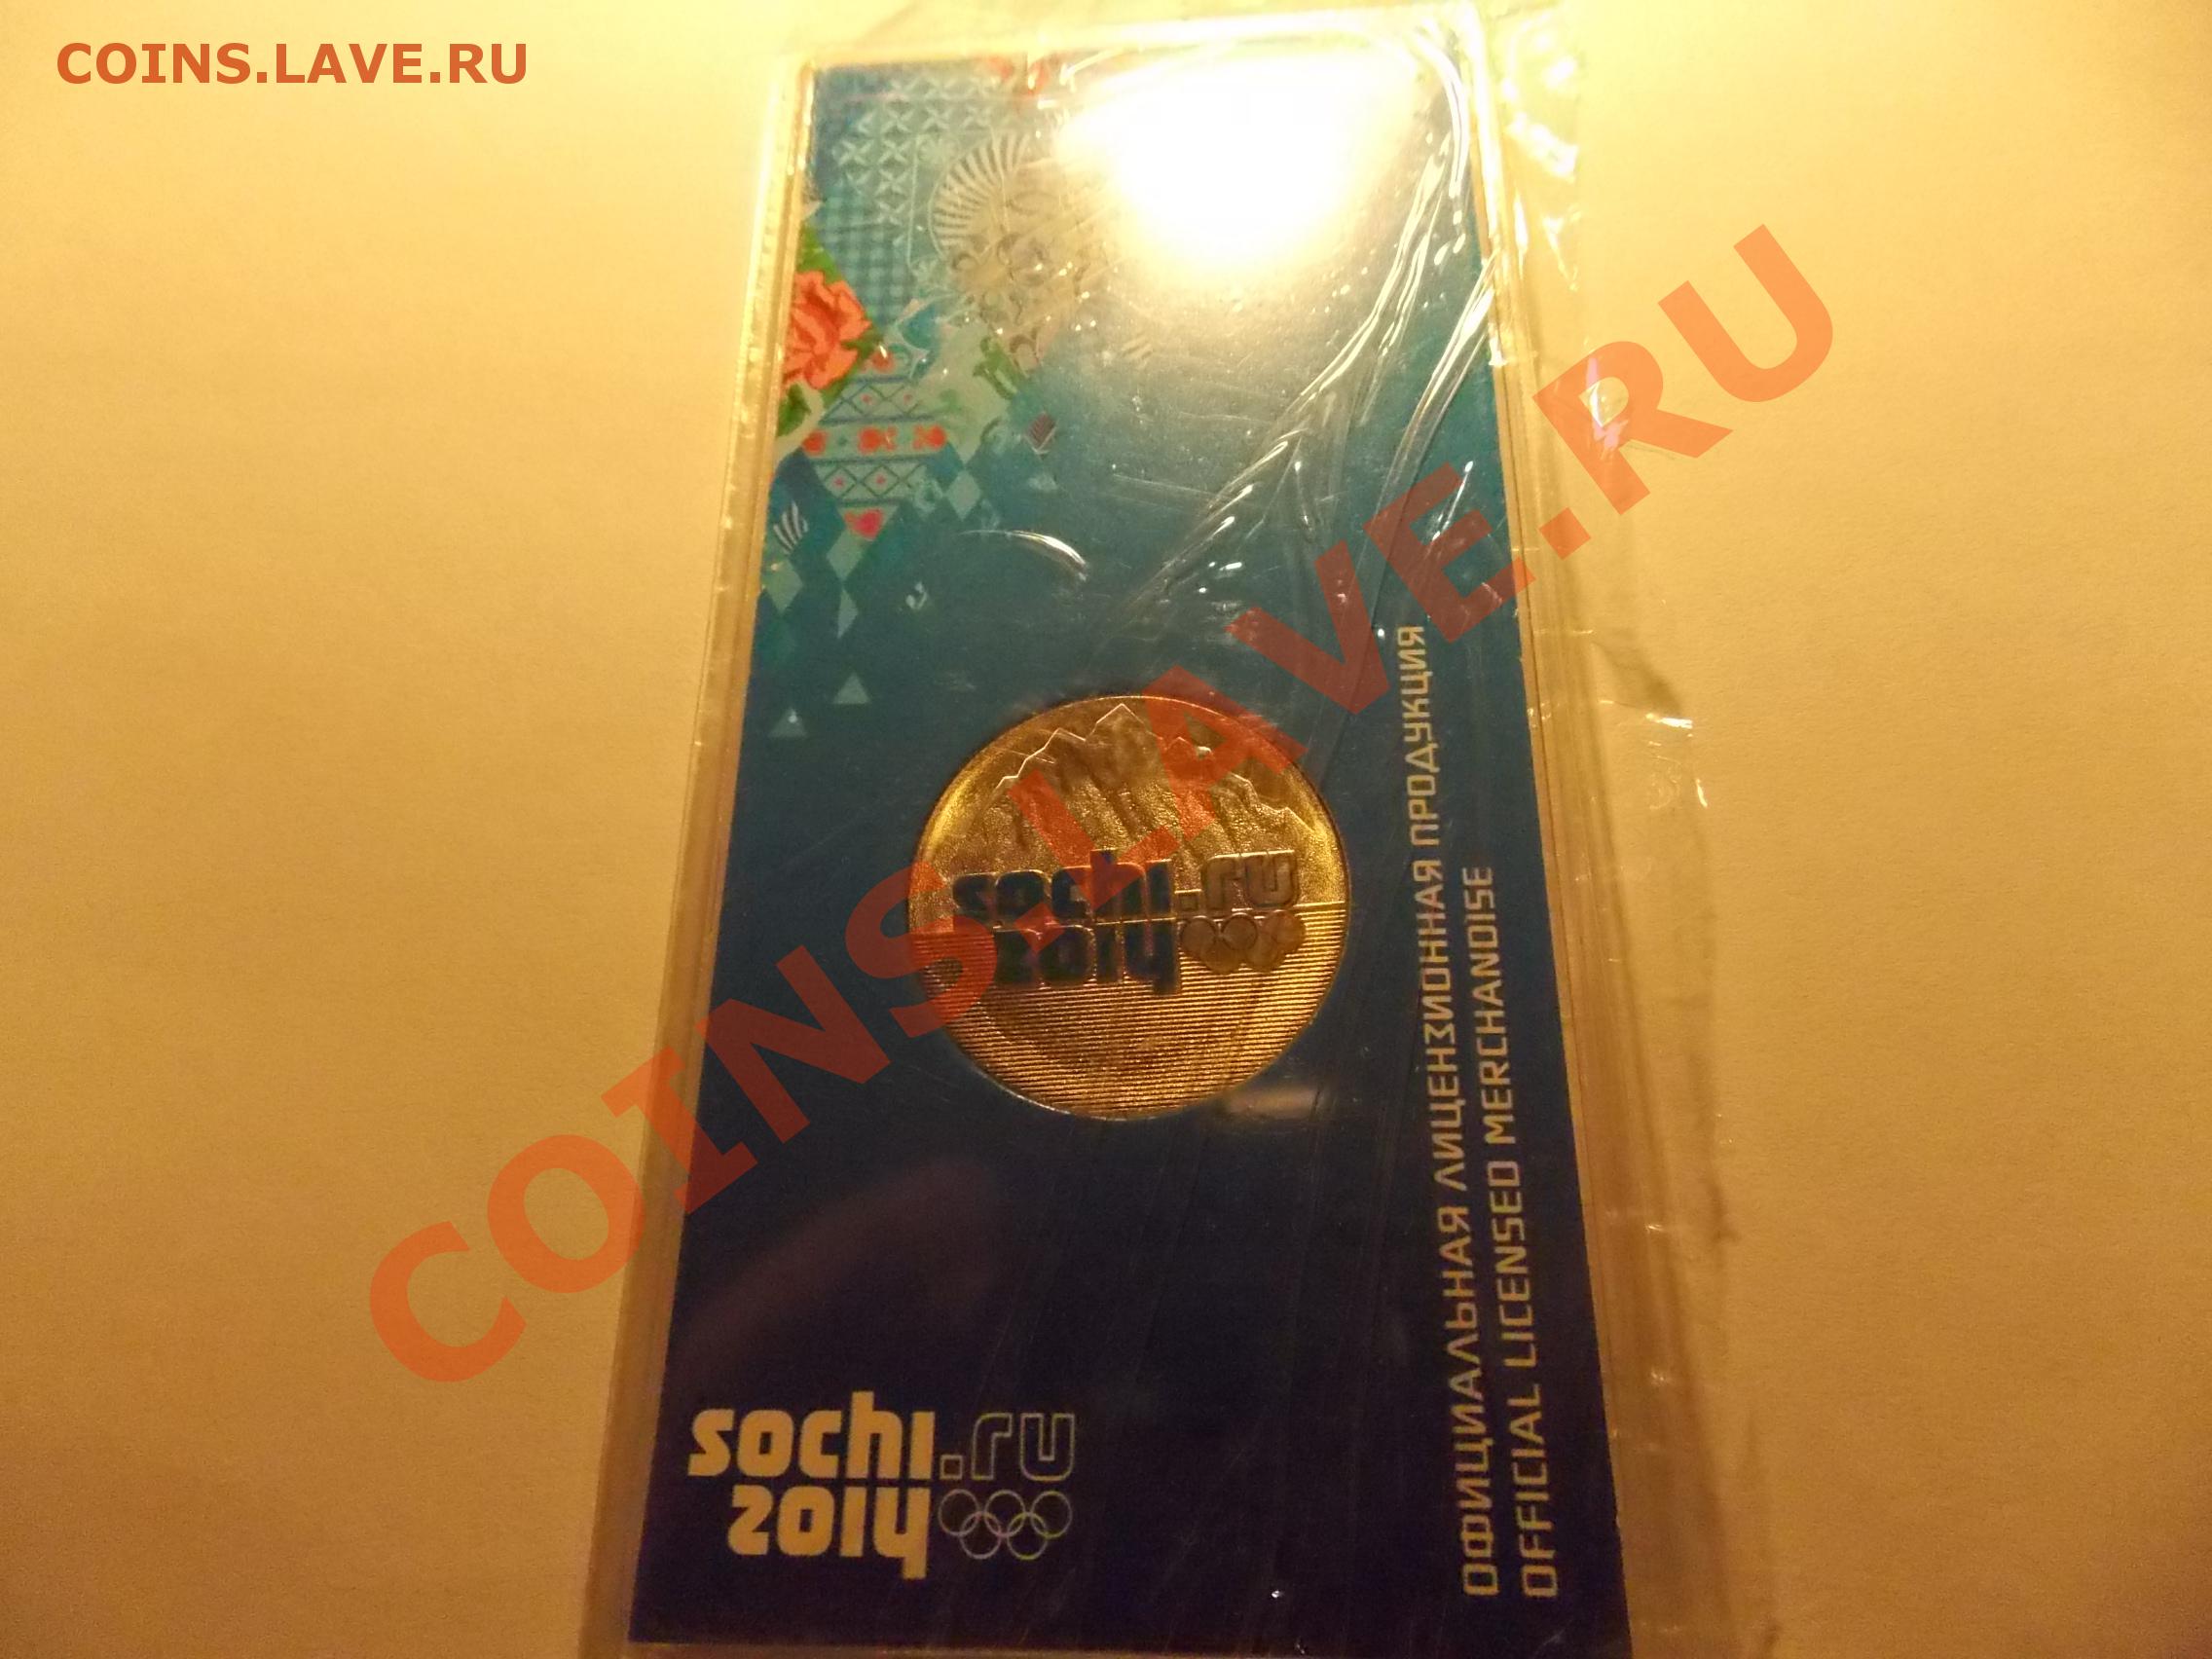 COINS.LAVE.RU
COINS.LAVE.RU
sochi.ru
2014
ОФИЦИАЛЬНАЯ ЛИЦЕНЗИОННАЯ ПРОДУКЦИЯ
OFFICIAL LICENSED MERCHANDISE
sochi.ru
2014